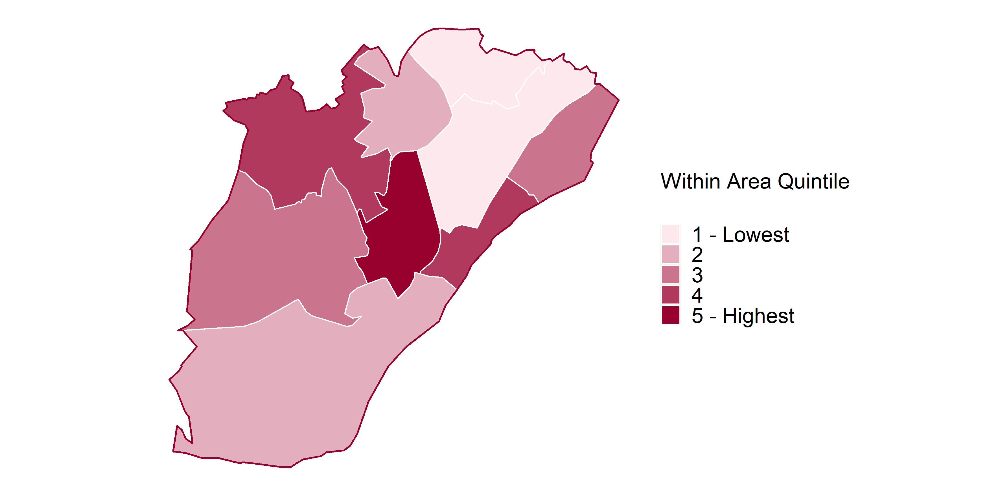 Within Area Quintile
1 - Lowest
2
3
4
5 - Highest